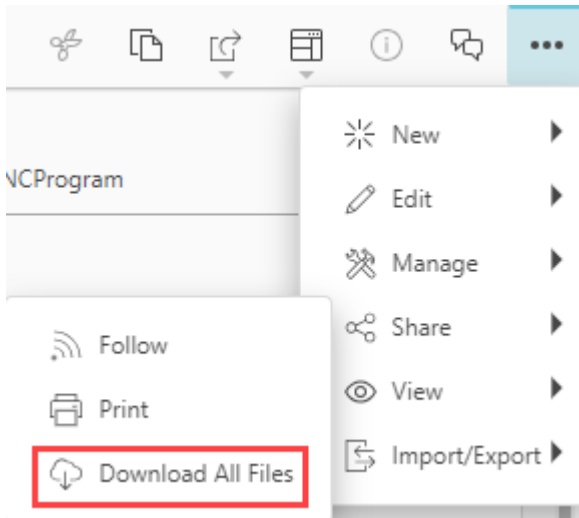 NCProgram
New
Edit
Manage
Share
View
Import/Export
Follow
Print
Download All Files